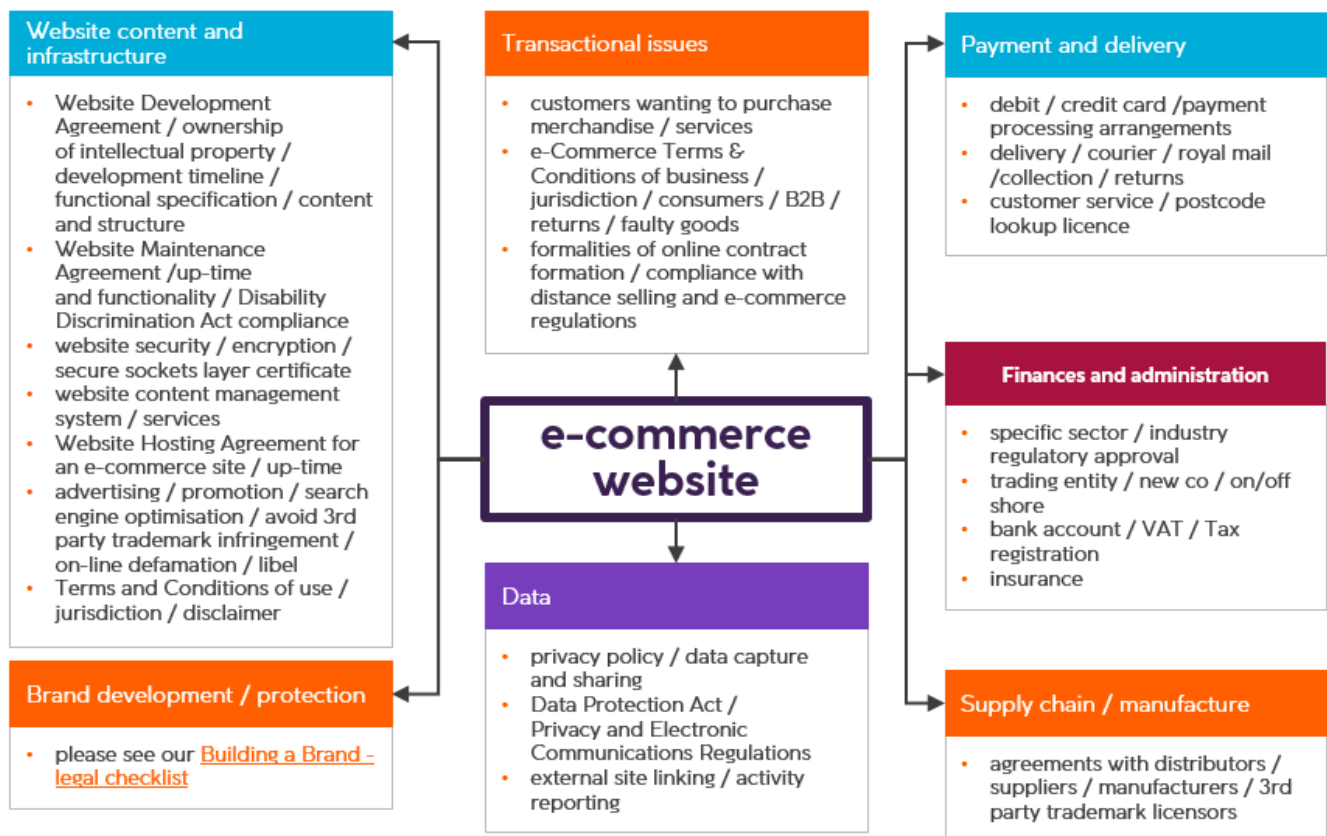 Website content and
infrastructure
• Website Development
Agreement / ownership
of intellectual property /
development timeline /
functional specification / content
and structure
• Website Maintenance
Agreement /up-time
and functionality / Disability
Discrimination Act compliance
• website security / encryption /
secure sockets layer certificate
• website content management
system / services
• Website Hosting Agreement for
an e-commerce site / up-time
• advertising / promotion / search
engine optimisation / avoid 3rd
party trademark infringement /
on-line defamation / libel
• Terms and Conditions of use /
jurisdiction / disclaimer
Brand development / protection
• please see our Building a Brand -
legal checklist
Transactional issues
• customers wanting to purchase
merchandise / services
• e-Commerce Terms &
Conditions of business /
jurisdiction / consumers / B2B /
returns / faulty goods
• formalities of online contract
formation / compliance with
distance selling and e-commerce
regulations
e-commerce
website
Data
• privacy policy / data capture
and sharing
• Data Protection Act /
Privacy and Electronic
Communications Regulations
• external site linking / activity
reporting
Payment and delivery
• debit / credit card /payment
processing arrangements
• delivery / courier / royal mail
/collection / returns
• customer service / postcode
lookup licence
Finances and administration
• specific sector / industry
regulatory approval
• trading entity / new co / on/off
shore
• bank account / VAT / Tax
registration
• insurance
Supply chain / manufacture
• agreements with distributors /
suppliers / manufacturers / 3rd
party trademark licensors